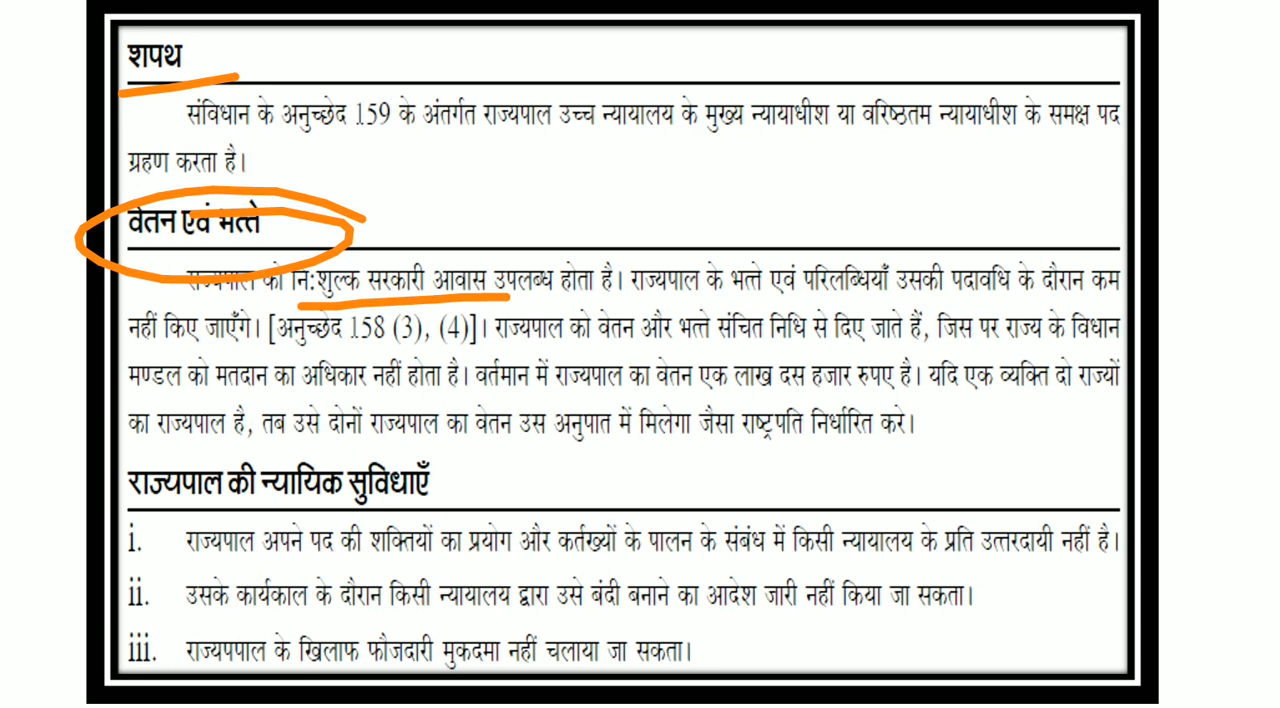 शपथ
संविधान के अनुच्छेद 159 के अंतर्गत राज्यपाल उच्च न्यायालय के मुख्य न्यायाधीश या वरिष्ठतम न्यायाधीश के समक्ष पद
ग्रहण करता है।
वेतन एवं भत्ते
राज्यपाल को नि:शुल्क सरकारी आवास उपलब्ध होता है। राज्यपाल के भत्ते एवं परिलब्धियाँ उसकी पदावधि के दौरान कम
नहीं किए जाएँगे। [अनुच्छेद 158 (3), (4)]। राज्यपाल को वेतन और भत्ते संचित निधि से दिए जाते हैं, जिस पर राज्य के विधान
मण्डल को मतदान का अधिकार नहीं होता है। वर्तमान में राज्यपाल का वेतन एक लाख दस हजार रुपए है। यदि एक व्यक्ति दो राज्यों
का राज्यपाल है, तब उसे दोनों राज्यपाल का वेतन उस अनुपात में मिलेगा जैसा राष्ट्रपति निर्धारित करे।
राज्यपाल की न्यायिक सुविधाएँ
i. राज्यपाल अपने पद की शक्तियों का प्रयोग और कर्तख्यों के पालन के संबंध में किसी न्यायालय के प्रति उत्तरदायी नहीं है।
ii. उसके कार्यकाल के दौरान किसी न्यायालय द्वारा उसे बंदी बनाने का आदेश जारी नहीं किया जा सकता।
iii. राज्यपपाल के खिलाफ फौजदारी मुकदमा नहीं चलाया जा सकता।